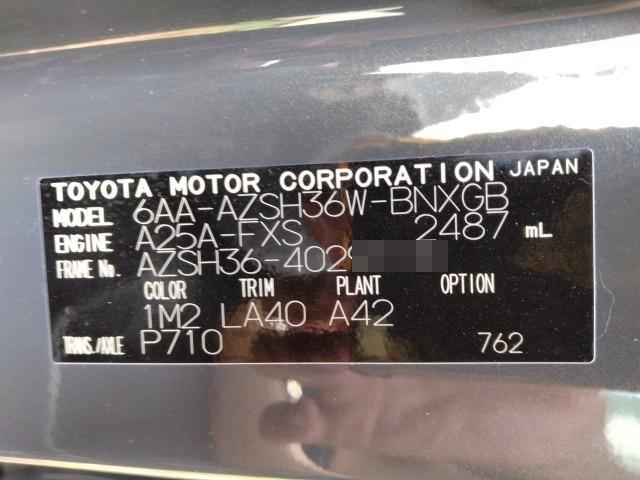 TOYOTA MOTOR CORPORATION JAPAN
MODEL 6AA-AZSH36W-BNXGB
ENGINE A25A-FXS 2487 mL
FRAME No. AZSH36-4029
COLOR TRIM PLANT OPTION
1M2 LA40 A42
TRANS./AXLE P710 762